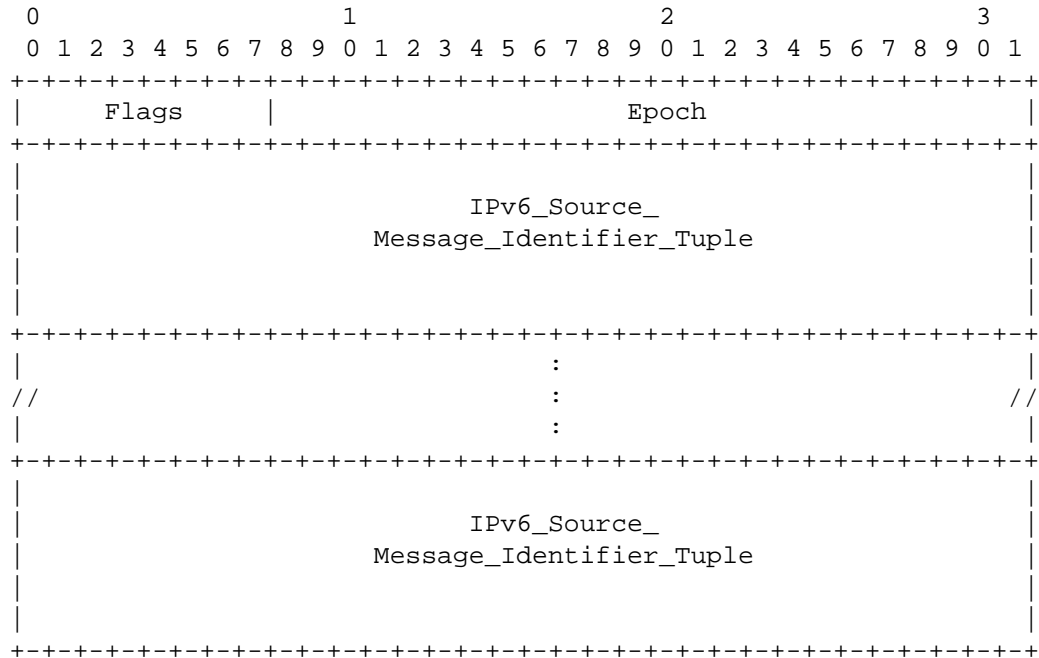 0                   1                   2                   3
 0 1 2 3 4 5 6 7 8 9 0 1 2 3 4 5 6 7 8 9 0 1 2 3 4 5 6 7 8 9 0 1
+-+-+-+-+-+-+-+-+-+-+-+-+-+-+-+-+-+-+-+-+-+-+-+-+-+-+-+-+-+-+-+-+
|     Flags     |                      Epoch                    |
+-+-+-+-+-+-+-+-+-+-+-+-+-+-+-+-+-+-+-+-+-+-+-+-+-+-+-+-+-+-+-+-+
|                                                               |
|                            IPv6_Source_                       |
|                      Message_Identifier_Tuple                 |
|                                                               |
|                                                               |
+-+-+-+-+-+-+-+-+-+-+-+-+-+-+-+-+-+-+-+-+-+-+-+-+-+-+-+-+-+-+-+-+
|                                 :                             |
//                                :                            //
|                                 :                             |
+-+-+-+-+-+-+-+-+-+-+-+-+-+-+-+-+-+-+-+-+-+-+-+-+-+-+-+-+-+-+-+-+
|                                                               |
|                            IPv6_Source_                       |
|                      Message_Identifier_Tuple                 |
|                                                               |
|                                                               |
+-+-+-+-+-+-+-+-+-+-+-+-+-+-+-+-+-+-+-+-+-+-+-+-+-+-+-+-+-+-+-+-+